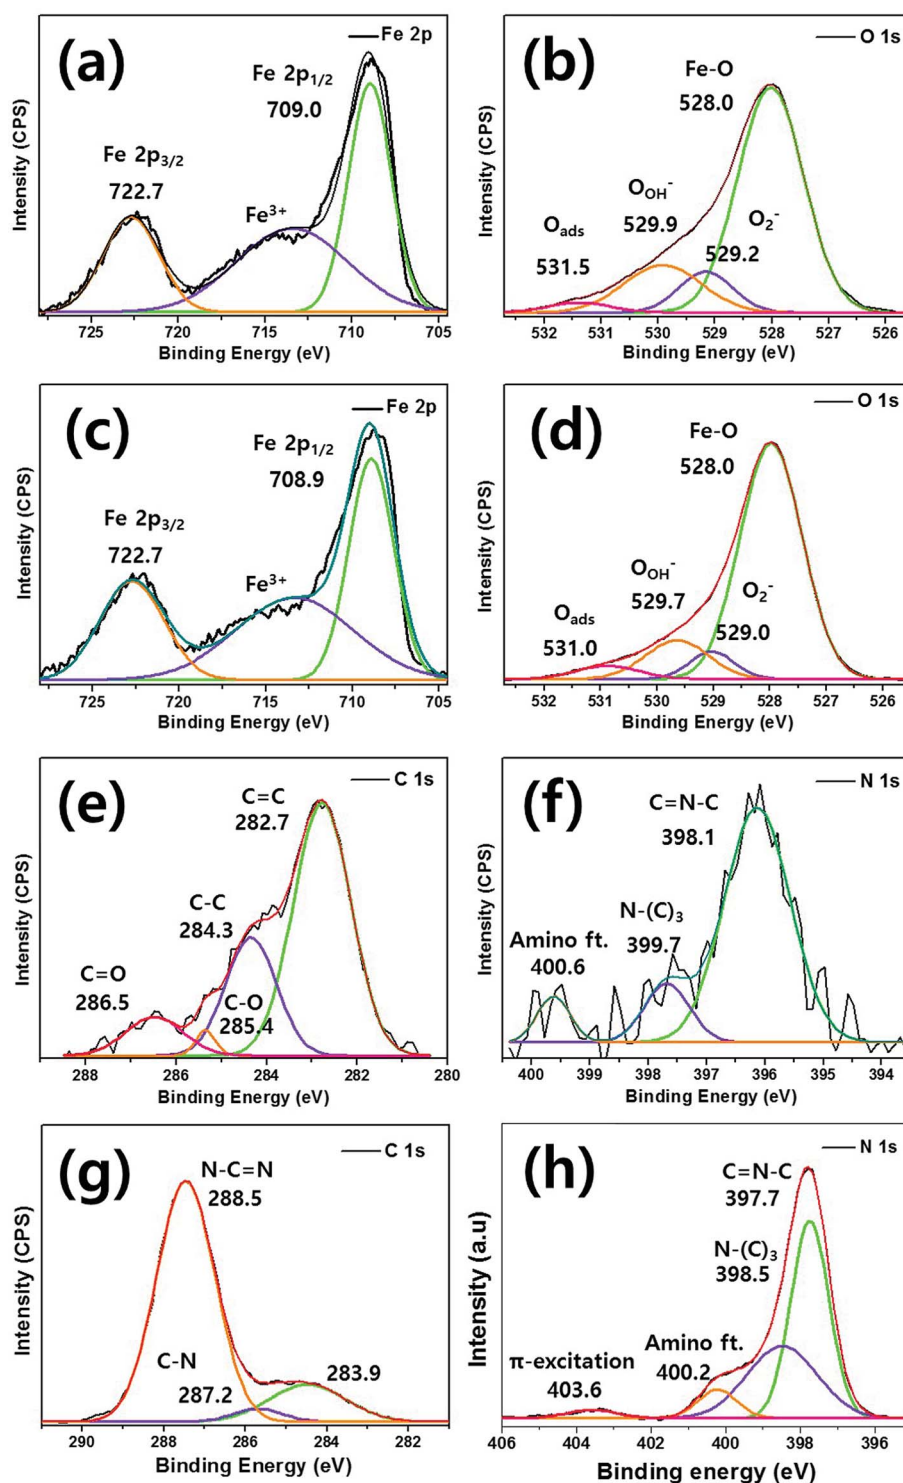 (a)
Fe 2p
Fe 2p1/2
709.0
Fe 2p3/2
722.7
Fe3+
Intensity (CPS)
725 720 715 710 705
Binding Energy (eV)
(b)
O 1s
Fe-O
528.0
OOH-
529.9
O2-
529.2
Oads
531.5
Intensity (CPS)
532 531 530 529 528 527 526
Binding energy (eV)
(c)
Fe 2p
Fe 2p1/2
708.9
Fe 2p3/2
722.7
Fe3+
Intensity (CPS)
725 720 715 710 705
Binding Energy (eV)
(d)
O 1s
Fe-O
528.0
OOH-
529.7
O2-
529.0
Oads
531.0
Intensity (CPS)
532 531 530 529 528 527 526
Binding energy (eV)
(e)
C 1s
C=C
282.7
C-C
284.3
C=O
286.5
C-O
285.4
Intensity (CPS)
288 286 284 282 280
Binding Energy (eV)
(f)
N 1s
C=N-C
398.1
N-(C)3
399.7
Amino ft.
400.6
Intensity (CPS)
400 399 398 397 396 395 394
Binding Energy (eV)
(g)
C 1s
N-C=N
288.5
C-N
287.2
283.9
Intensity (CPS)
290 288 286 284 282
Binding energy (eV)
(h)
N 1s
C=N-C
397.7
N-(C)3
398.5
Amino ft.
400.2
π-excitation
403.6
Intensity (a.u)
406 404 402 400 398 396
Binding energy (eV)